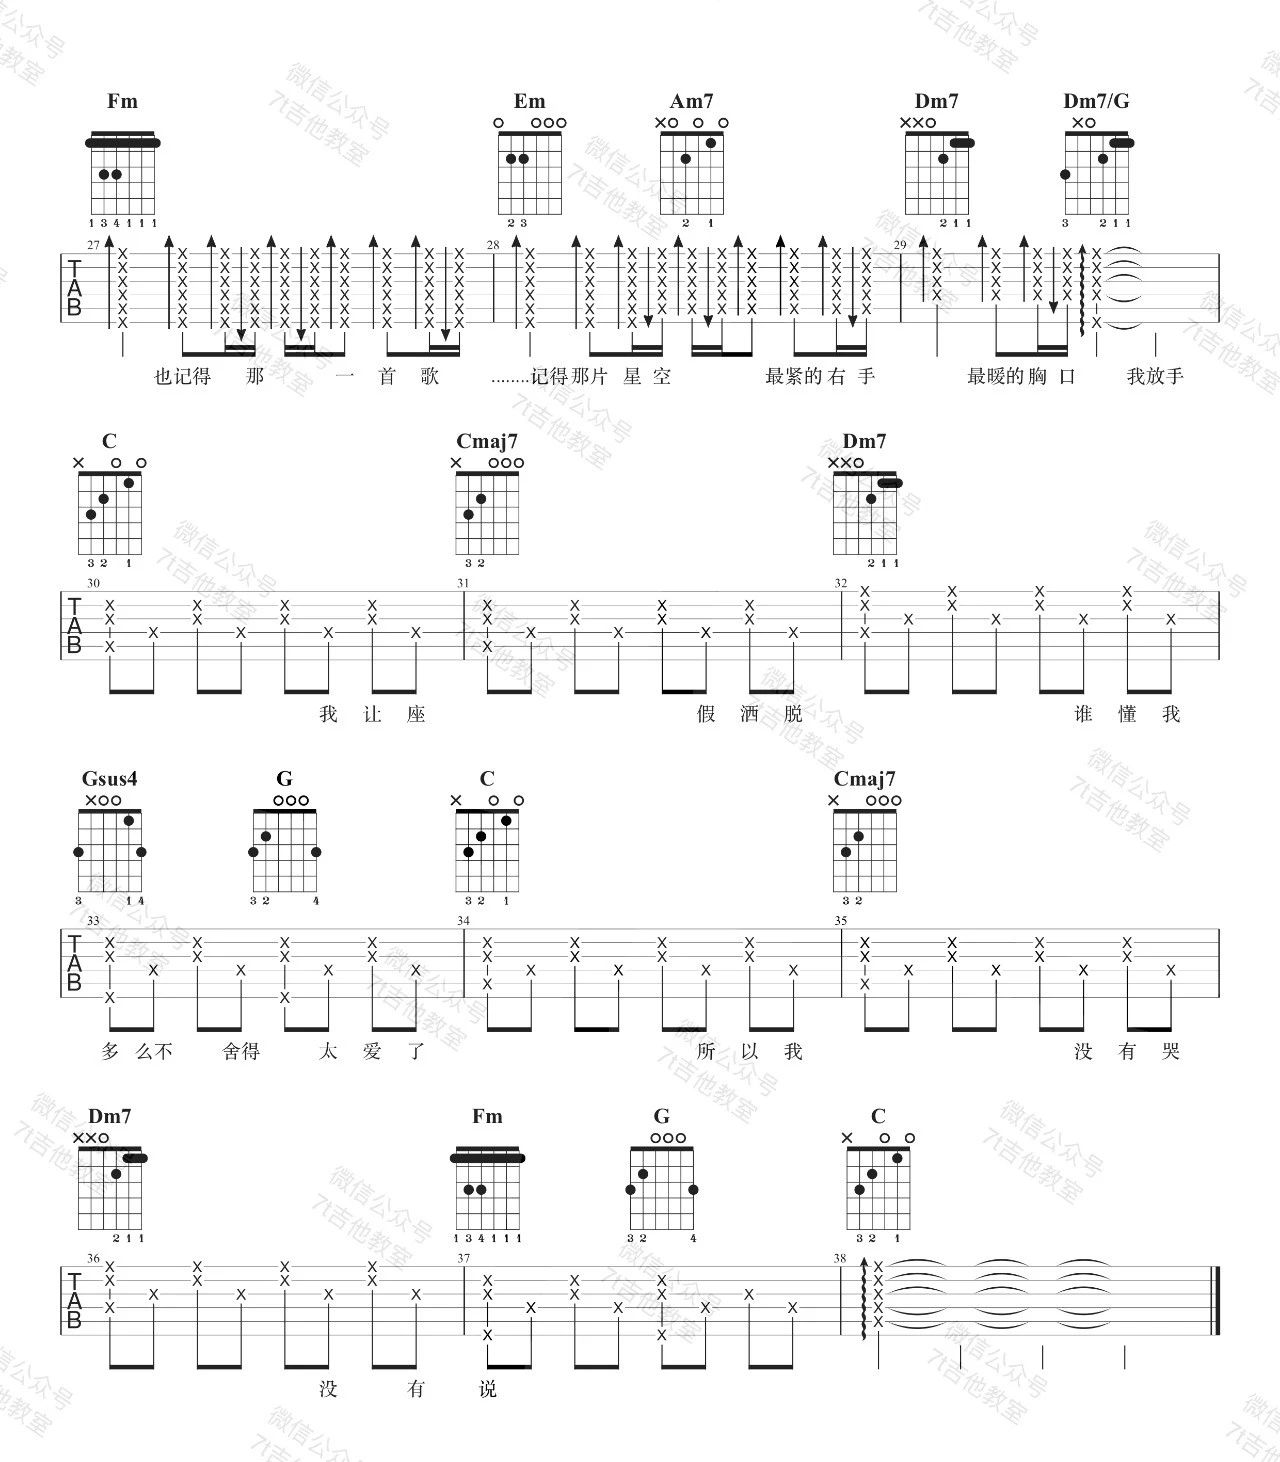 Fm Em Am7 Dm7 Dm7/G
1 3 4 1 1 1 2 3 2 1 2 1 1 3 2 1 1
27 28 29
TAB
也记得 那 一 首 歌 ........记得那片 星 空 最紧的右 手 最暖的胸 口 我放手
C Cmaj7 Dm7
3 2 1 3 2 2 1 1
30 31 32
TAB
我 让 座 假 洒 脱 谁 懂 我
Gsus4 G C Cmaj7
3 1 4 3 2 4 3 2 1 3 2
33 34 35
TAB
多 么不 舍得 太 爱 了 所 以 我 没 有 哭
Dm7 Fm G C
2 1 1 1 3 4 1 1 1 3 2 4 3 2 1
36 37 38
TAB
没 有 说
微信公众号
7t吉他教室